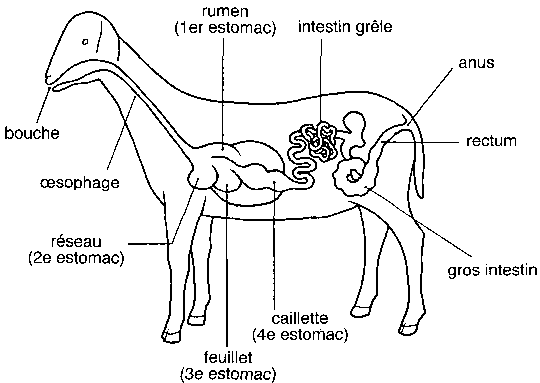 rumen
(1er estomac)
intestin grêle
anus
bouche
rectum
œsophage
réseau
(2e estomac)
gros intestin
caillette
(4e estomac)
feuillet
(3e estomac)